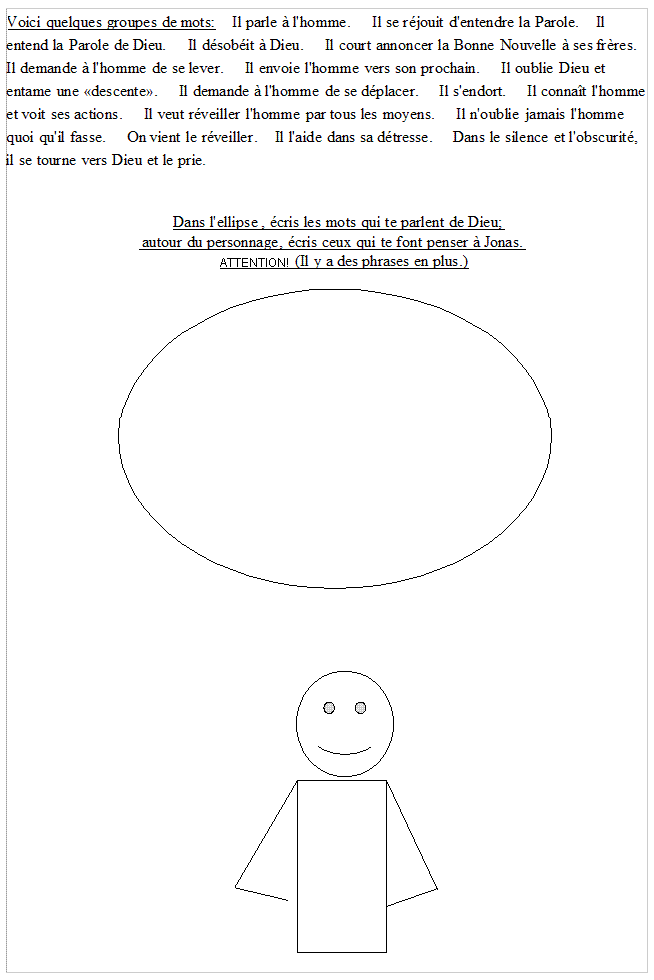 Voici quelques groupes de mots: Il parle à l'homme. Il se réjouit d'entendre la Parole. Il
entend la Parole de Dieu. Il désobéit à Dieu. Il court annoncer la Bonne Nouvelle à ses frères.
Il demande à l'homme de se lever. Il envoie l'homme vers son prochain. Il oublie Dieu et
entame une «descente». Il demande à l'homme de se déplacer. Il s'endort. Il connaît l'homme
et voit ses actions. Il veut réveiller l'homme par tous les moyens. Il n'oublie jamais l'homme
quoi qu'il fasse. On vient le réveiller. Il l'aide dans sa détresse. Dans le silence et l'obscurité,
il se tourne vers Dieu et le prie.
Dans l'ellipse , écris les mots qui te parlent de Dieu;
autour du personnage, écris ceux qui te font penser à Jonas.
ATTENTION! (Il y a des phrases en plus.)